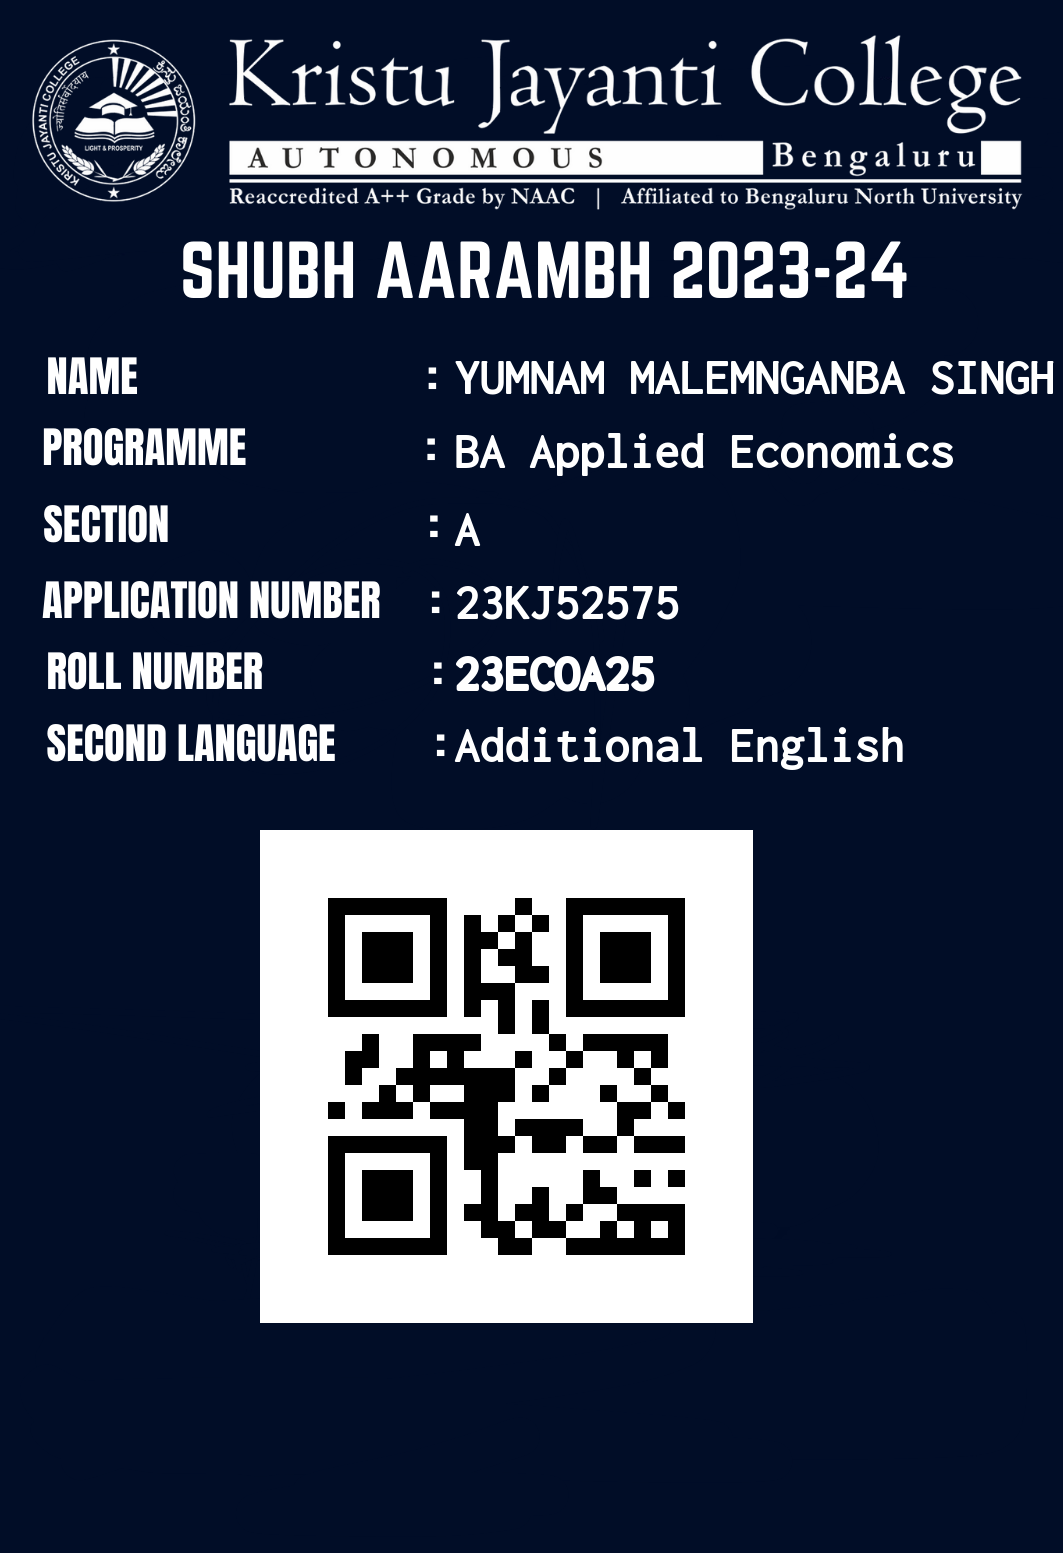 Kristu Jayanti College
AUTONOMOUS Bengaluru
Reaccredited A++ Grade by NAAC | Affiliated to Bengaluru North University
KRISTU JAYANTI COLLEGE
LIGHT & PROSPERITY
SHUBH AARAMBH 2023-24
NAME : YUMNAM MALEMNGANBA SINGH
PROGRAMME : BA Applied Economics
SECTION : A
APPLICATION NUMBER : 23KJ52575
ROLL NUMBER : 23ECOA25
SECOND LANGUAGE : Additional English